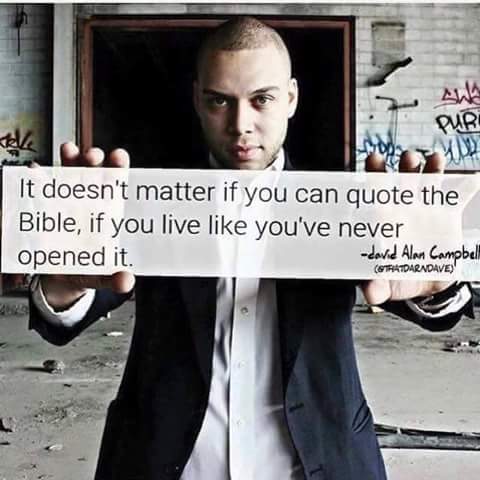 It doesn't matter if you can quote the
Bible, if you live like you've never
opened it.
-david Alan Campbell
(@THATDARNDAVE)
PUR